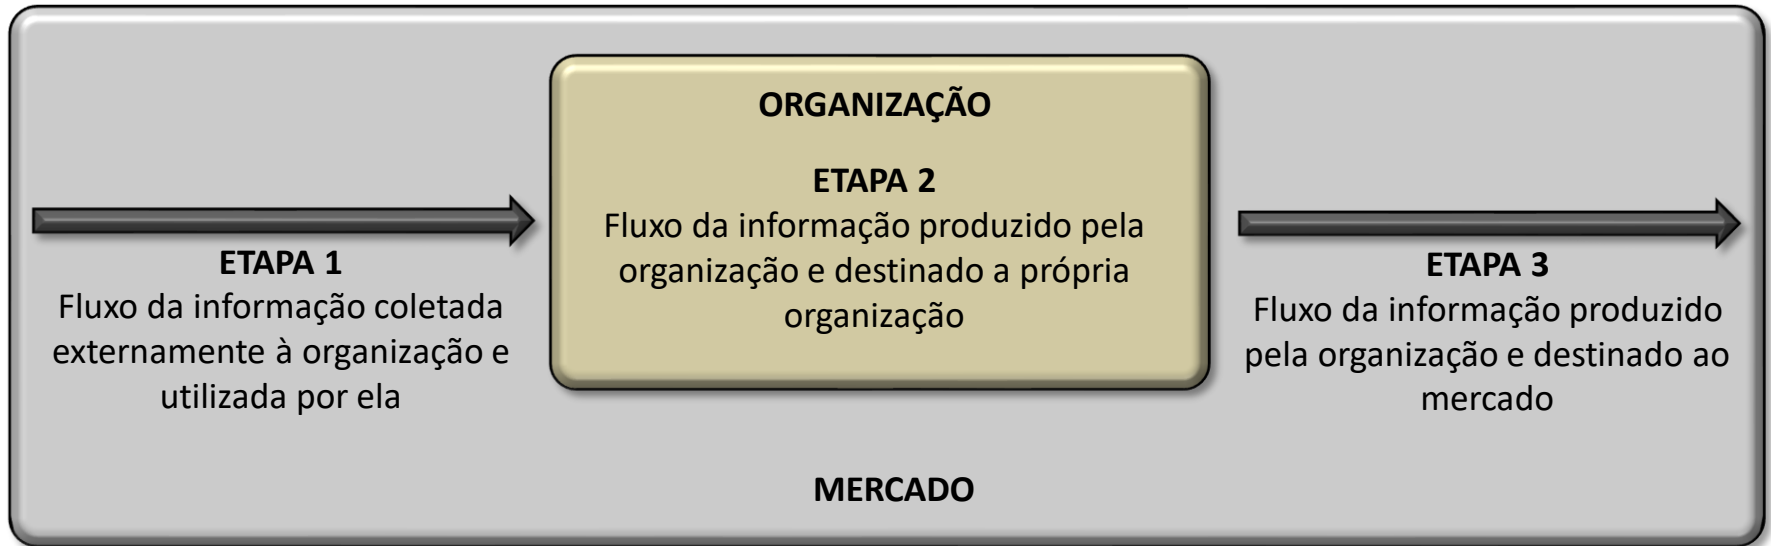 ORGANIZAÇÃO
ETAPA 2
Fluxo da informação produzido pela
organização e destinado a própria
organização
ETAPA 1
Fluxo da informação coletada
externamente à organização e
utilizada por ela
ETAPA 3
Fluxo da informação produzido
pela organização e destinado ao
mercado
MERCADO